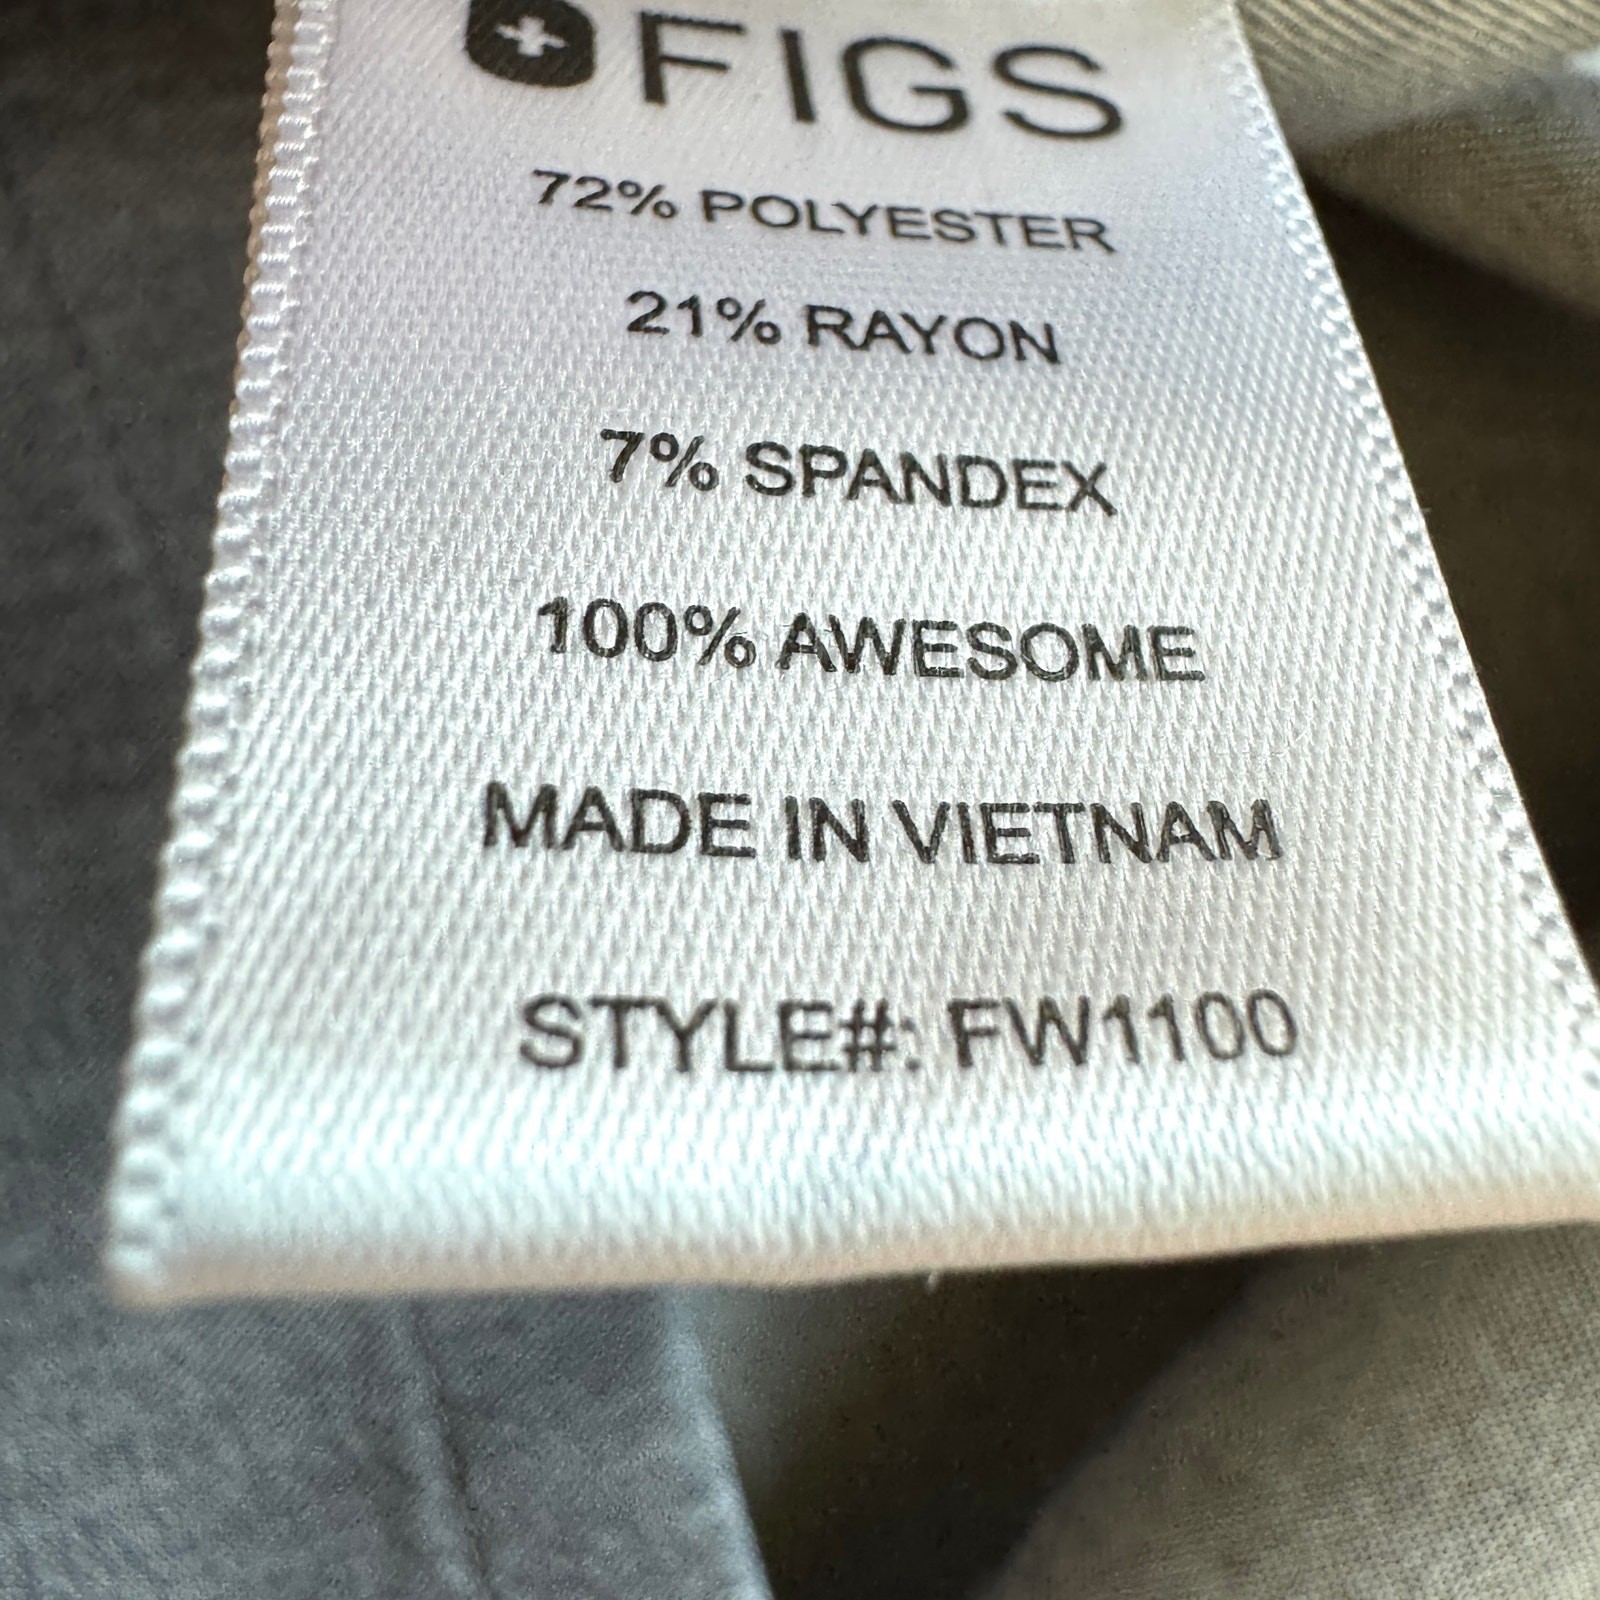 FIGS
72% POLYESTER
21% RAYON
7% SPANDEX
100% AWESOME
MADE IN VIETNAM
STYLE#: FW1100